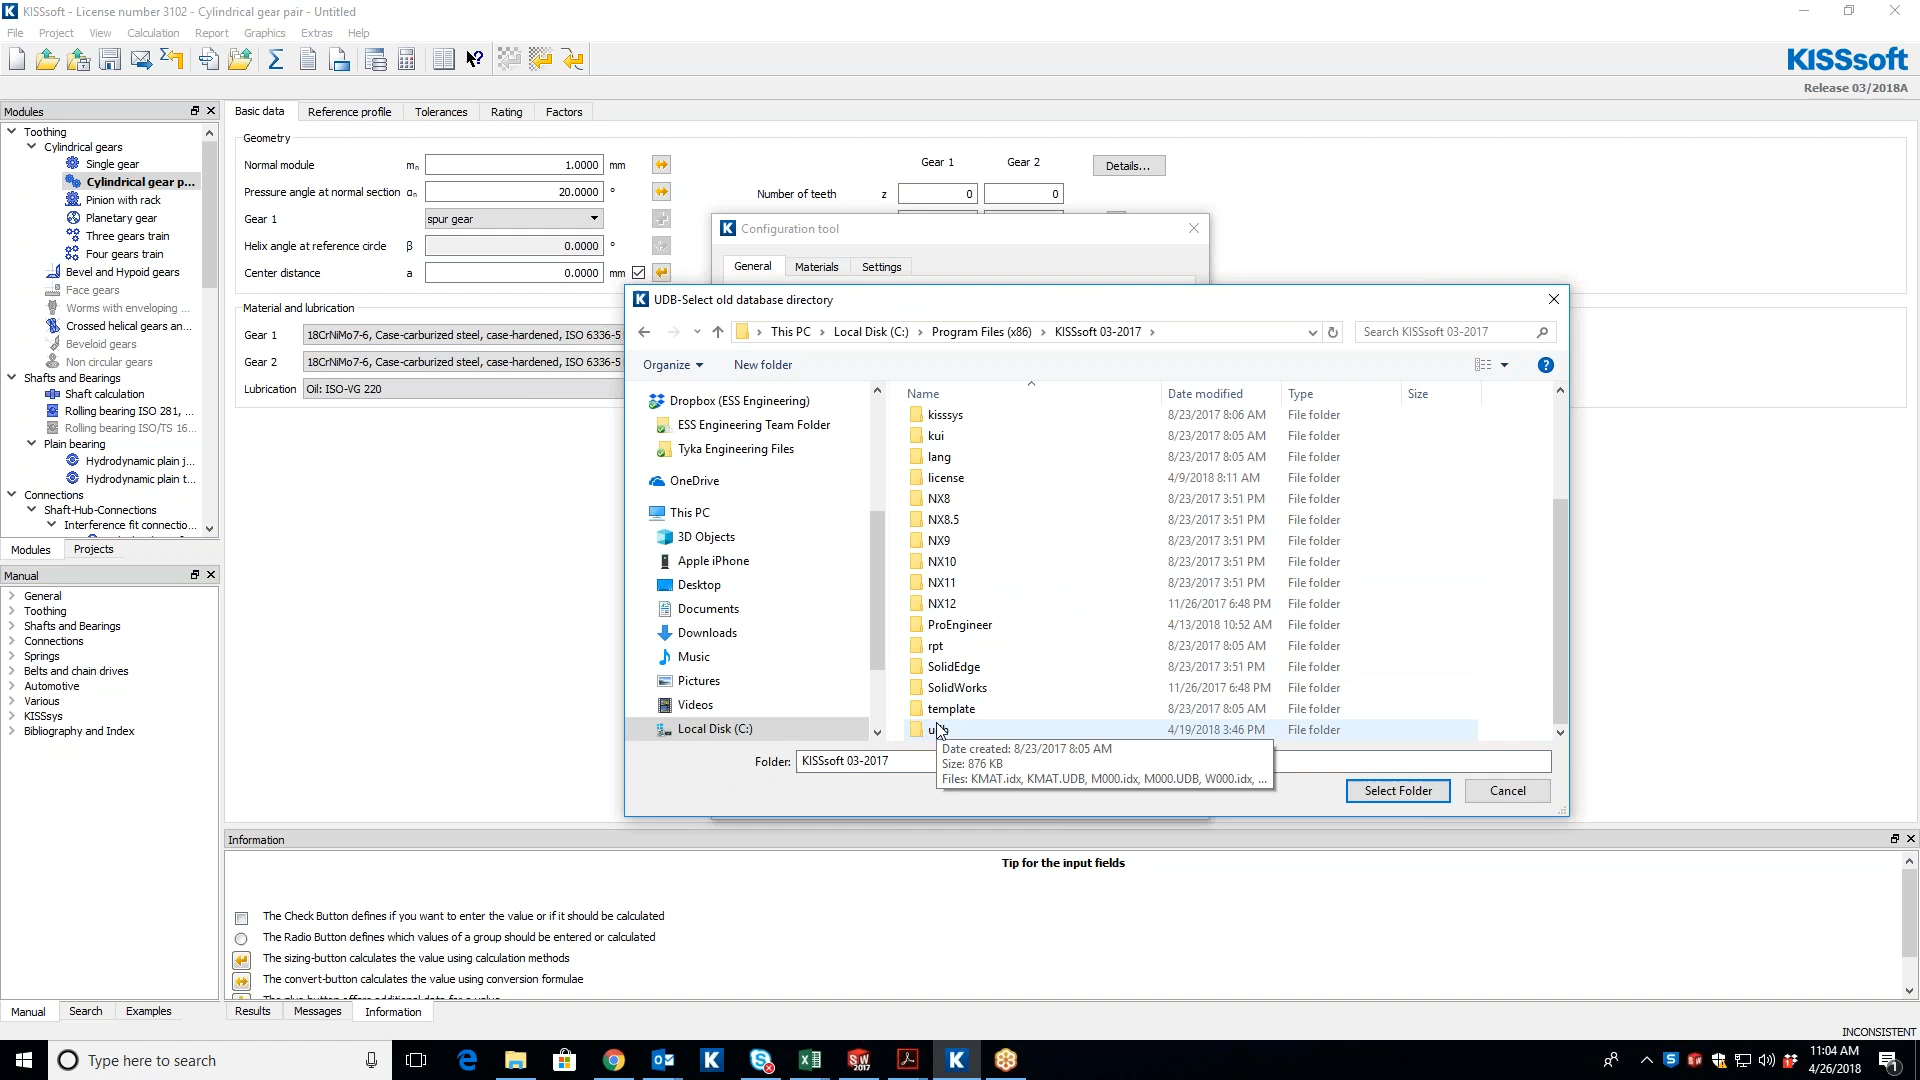 KISSsoft - License number 3102 - Cylindrical gear pair - Untitled
File Project View Calculation Report Graphics Extras Help
KISSsoft
Release 03/2018A
Modules
Toothing
Cylindrical gears
Single gear
Cylindrical gear p...
Pinion with rack
Planetary gear
Three gears train
Four gears train
Bevel and Hypoid gears
Face gears
Worms with enveloping ...
Crossed helical gears an...
Beveloid gears
Non circular gears
Shafts and Bearings
Shaft calculation
Rolling bearing ISO 281, ...
Rolling bearing ISO/TS 16...
Plain bearing
Hydrodynamic plain j...
Hydrodynamic plain t...
Connections
Shaft-Hub-Connections
Interference fit connectio...
Modules Projects
Manual
General
Toothing
Shafts and Bearings
Connections
Springs
Belts and chain drives
Automotive
Various
KISSsys
Bibliography and Index
Manual Search Examples
Basic data Reference profile Tolerances Rating Factors
Geometry
Normal module mn 1.0000 mm
Pressure angle at normal section αn 20.0000 °
Gear 1 spur gear
Helix angle at reference circle β 0.0000 °
Center distance a 0.0000 mm
Gear 1 Gear 2 Details...
Number of teeth z 0 0
Material and lubrication
Gear 1 18CrNiMo7-6, Case-carburized steel, case-hardened, ISO 6336-5
Gear 2 18CrNiMo7-6, Case-carburized steel, case-hardened, ISO 6336-5
Lubrication Oil: ISO-VG 220
Configuration tool
General Materials Settings
UDB-Select old database directory
This PC Local Disk (C:) Program Files (x86) KISSsoft 03-2017
Search KISSsoft 03-2017
Organize New folder
Dropbox (ESS Engineering)
ESS Engineering Team Folder
Tyka Engineering Files
OneDrive
This PC
3D Objects
Apple iPhone
Desktop
Documents
Downloads
Music
Pictures
Videos
Local Disk (C:)
Name Date modified Type Size
kisssys 8/23/2017 8:06 AM File folder
kui 8/23/2017 8:05 AM File folder
lang 8/23/2017 8:05 AM File folder
license 4/9/2018 8:11 AM File folder
NX8 8/23/2017 3:51 PM File folder
NX8.5 8/23/2017 3:51 PM File folder
NX9 8/23/2017 3:51 PM File folder
NX10 8/23/2017 3:51 PM File folder
NX11 8/23/2017 3:51 PM File folder
NX12 11/26/2017 6:48 PM File folder
ProEngineer 4/13/2018 10:52 AM File folder
rpt 8/23/2017 8:05 AM File folder
SolidEdge 8/23/2017 3:51 PM File folder
SolidWorks 11/26/2017 6:48 PM File folder
template 8/23/2017 8:05 AM File folder
4/19/2018 3:46 PM File folder
Date created: 8/23/2017 8:05 AM
Size: 876 KB
Files: KMAT.idx, KMAT.UDB, M000.idx, M000.UDB, W000.idx, ...
Folder: KISSsoft 03-2017
Select Folder Cancel
Information
Tip for the input fields
The Check Button defines if you want to enter the value or if it should be calculated
The Radio Button defines which values of a group should be entered or calculated
The sizing-button calculates the value using calculation methods
The convert-button calculates the value using conversion formulae
Results Messages Information
INCONSISTENT
Type here to search
11:04 AM
4/26/2018